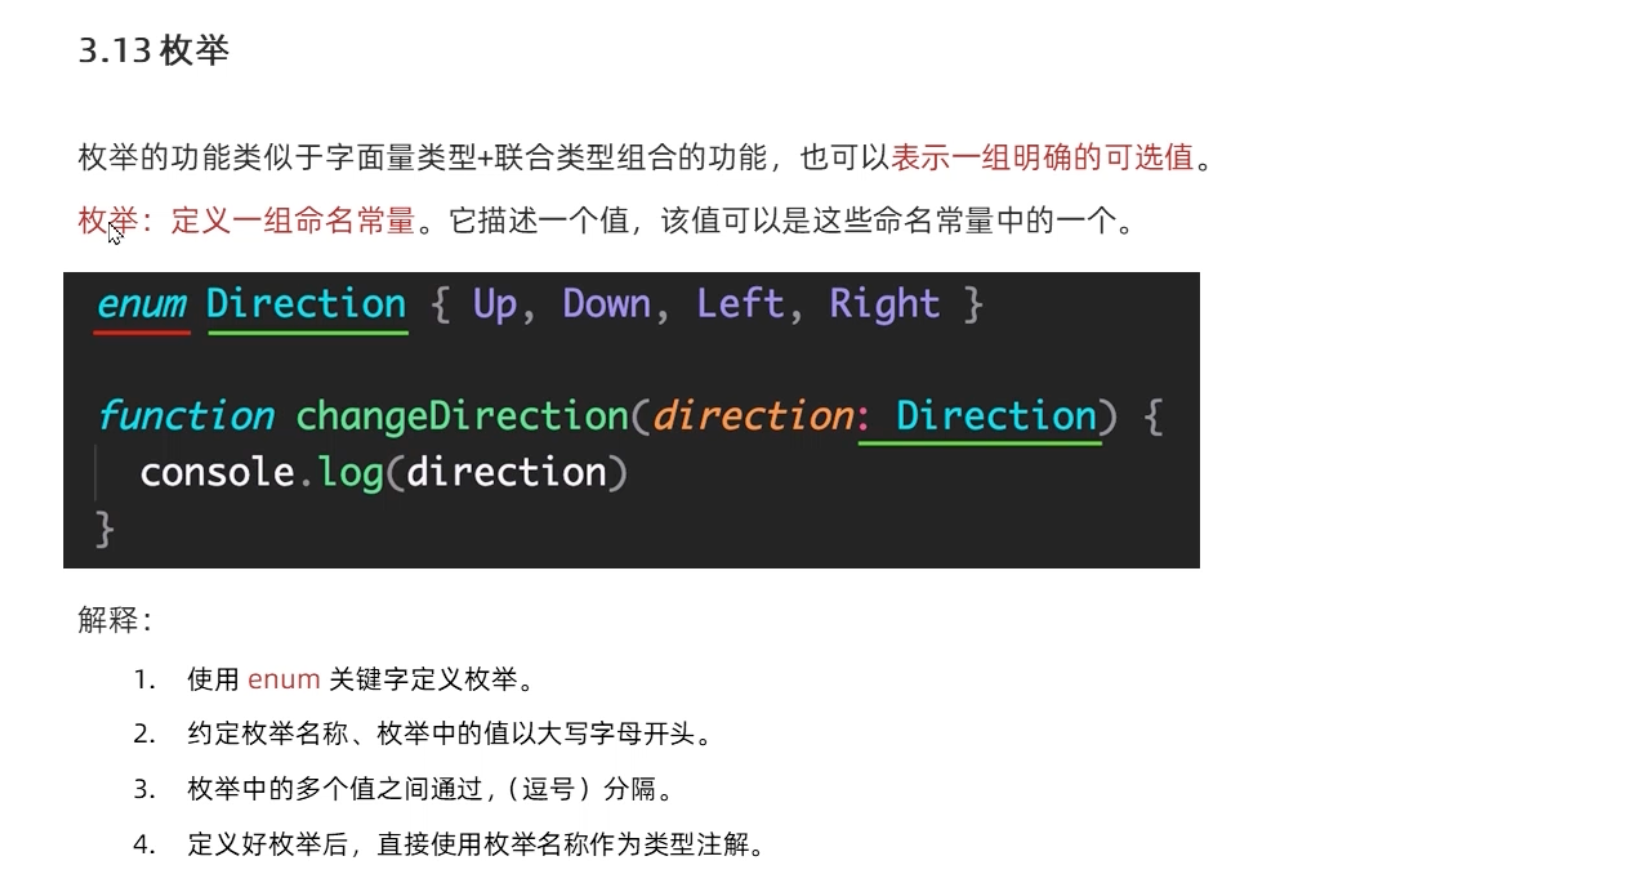 3.13 枚举
枚举的功能类似于字面量类型+联合类型组合的功能，也可以表示一组明确的可选值。
枚举：定义一组命名常量。它描述一个值，该值可以是这些命名常量中的一个。
enum Direction { Up, Down, Left, Right }
function changeDirection(direction: Direction) {
console.log(direction)
}
解释：
1. 使用 enum 关键字定义枚举。
2. 约定枚举名称、枚举中的值以大写字母开头。
3. 枚举中的多个值之间通过，（逗号）分隔。
4. 定义好枚举后，直接使用枚举名称作为类型注解。